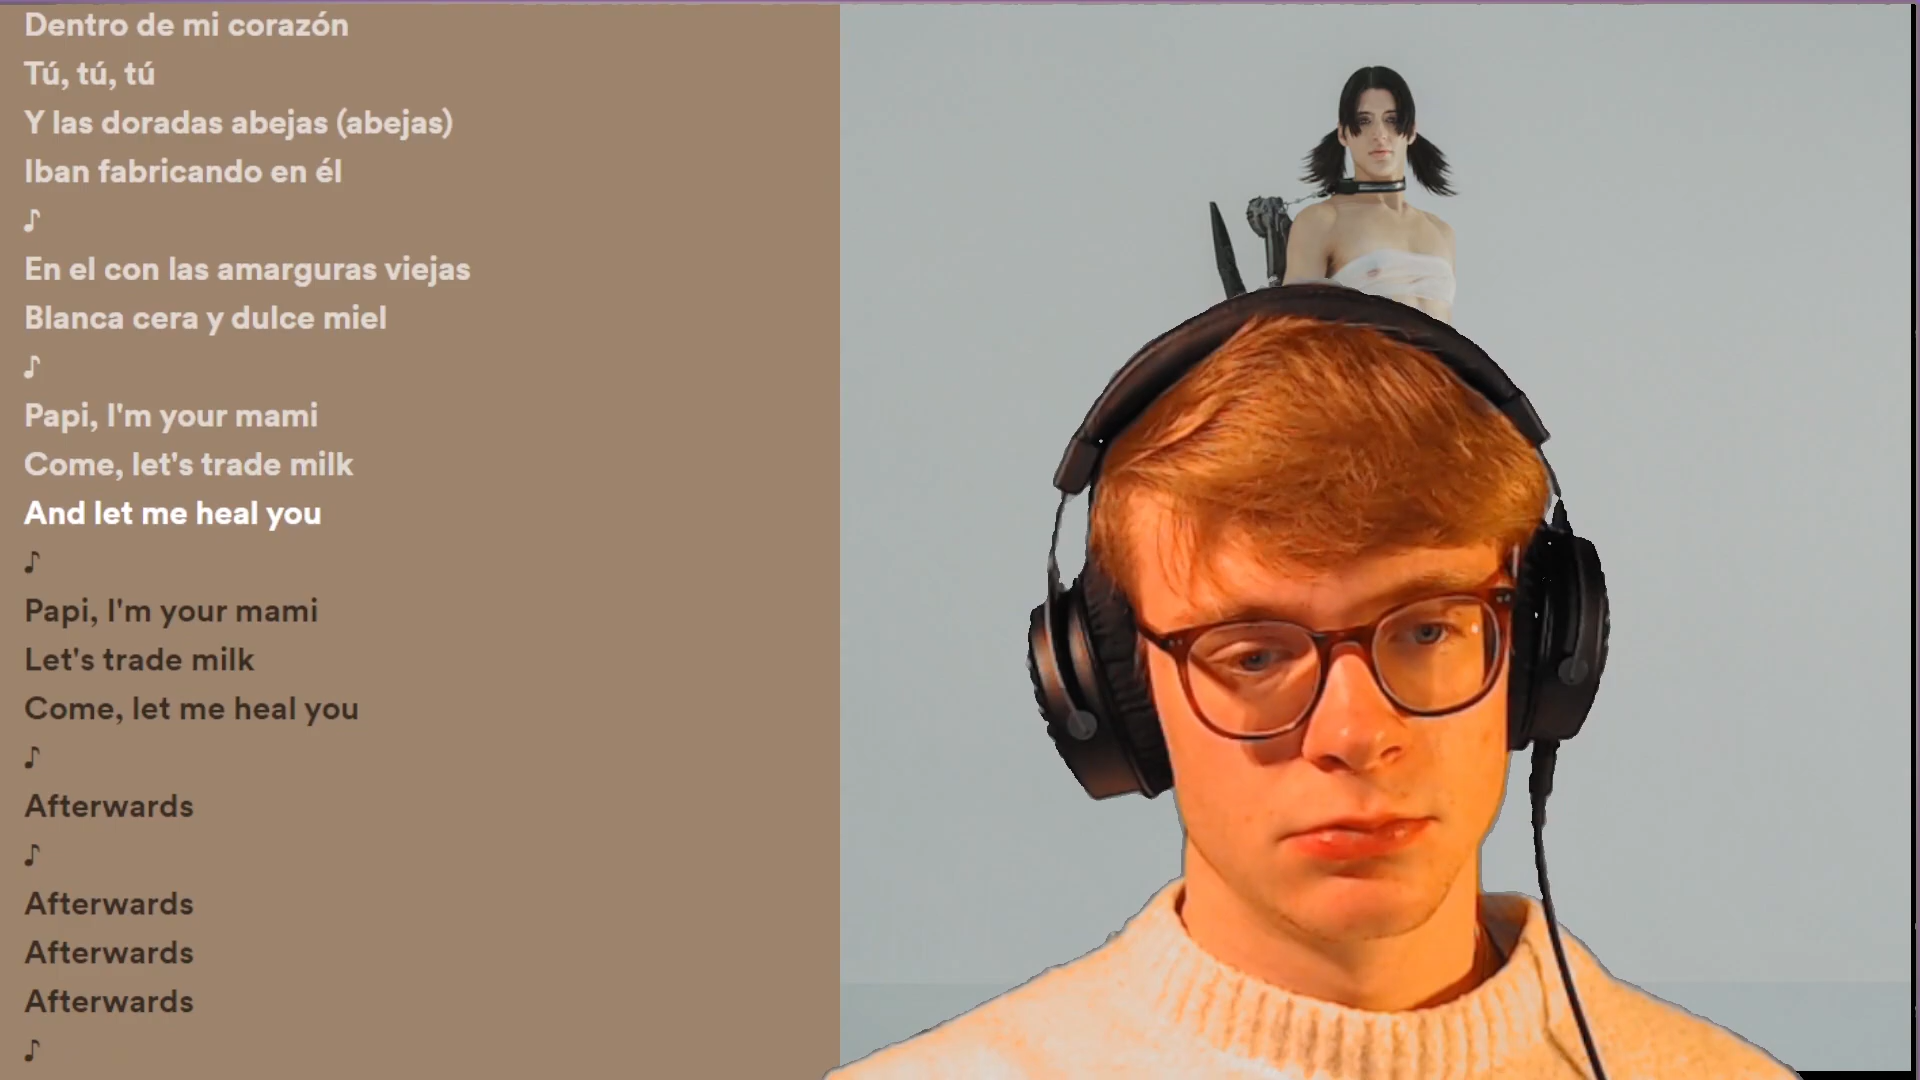 Dentro de mi corazón
Tú, tú, tú
Y las doradas abejas (abejas)
Iban fabricando en él
♪
En el con las amarguras viejas
Blanca cera y dulce miel
♪
Papi, I'm your mami
Come, let's trade milk
And let me heal you
♪
Papi, I'm your mami
Let's trade milk
Come, let me heal you
♪
Afterwards
♪
Afterwards
Afterwards
Afterwards
♪